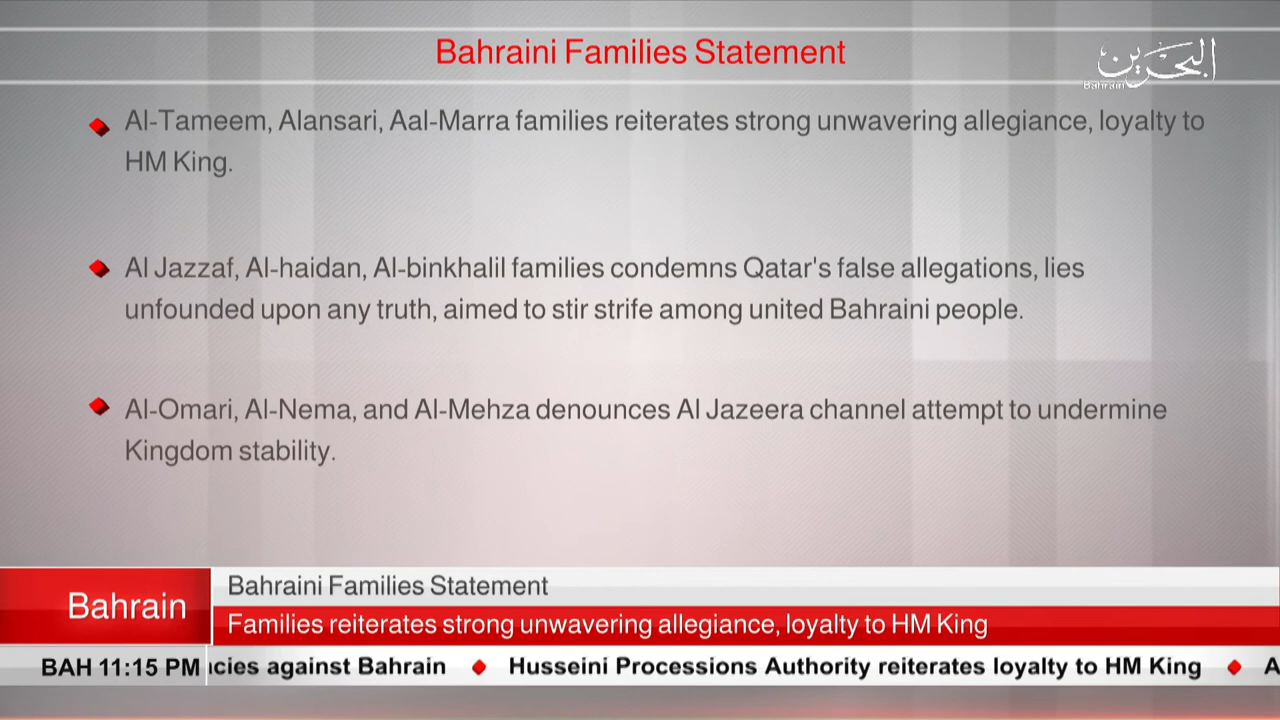 Bahraini Families Statement
البحرين
Bahrain
Al-Tameem, Alansari, Aal-Marra families reiterates strong unwavering allegiance, loyalty to
HM King.
Al Jazzaf, Al-haidan, Al-binkhalil families condemns Qatar's false allegations, lies
unfounded upon any truth, aimed to stir strife among united Bahraini people.
Al-Omari, Al-Nema, and Al-Mehza denounces Al Jazeera channel attempt to undermine
Kingdom stability.
Bahrain
Bahraini Families Statement
Families reiterates strong unwavering allegiance, loyalty to HM King
BAH 11:15 PM against Bahrain Husseini Processions Authority reiterates loyalty to HM King